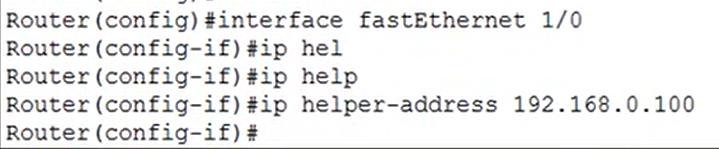 Router(config)#interface fastEthernet 1/0
Router(config-if)#ip hel
Router(config-if)#ip help
Router(config-if)#ip helper-address 192.168.0.100
Router(config-if)#